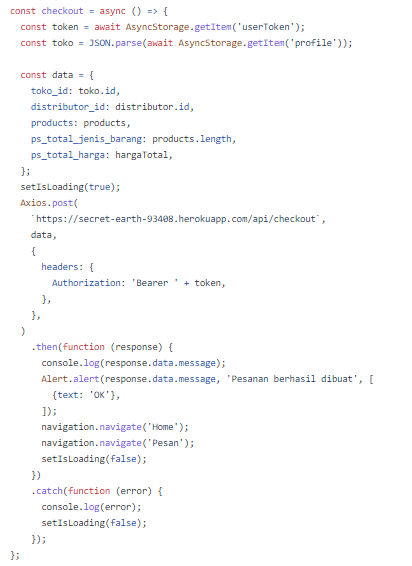 const checkout = async () => {
  const token = await AsyncStorage.getItem('userToken');
  const toko = JSON.parse(await AsyncStorage.getItem('profile'));

  const data = {
    toko_id: toko.id,
    distributor_id: distributor.id,
    products: products,
    ps_total_jenis_barang: products.length,
    ps_total_harga: hargaTotal,
  };
  setIsLoading(true);
  Axios.post(
    `https://secret-earth-93408.herokuapp.com/api/checkout`,
    data,
    {
      headers: {
        Authorization: 'Bearer ' + token,
      },
    },
  )
    .then(function (response) {
      console.log(response.data.message);
      Alert.alert(response.data.message, 'Pesanan berhasil dibuat', [
        {text: 'OK'},
      ]);
      navigation.navigate('Home');
      navigation.navigate('Pesan');
      setIsLoading(false);
    })
    .catch(function (error) {
      console.log(error);
      setIsLoading(false);
    });
};